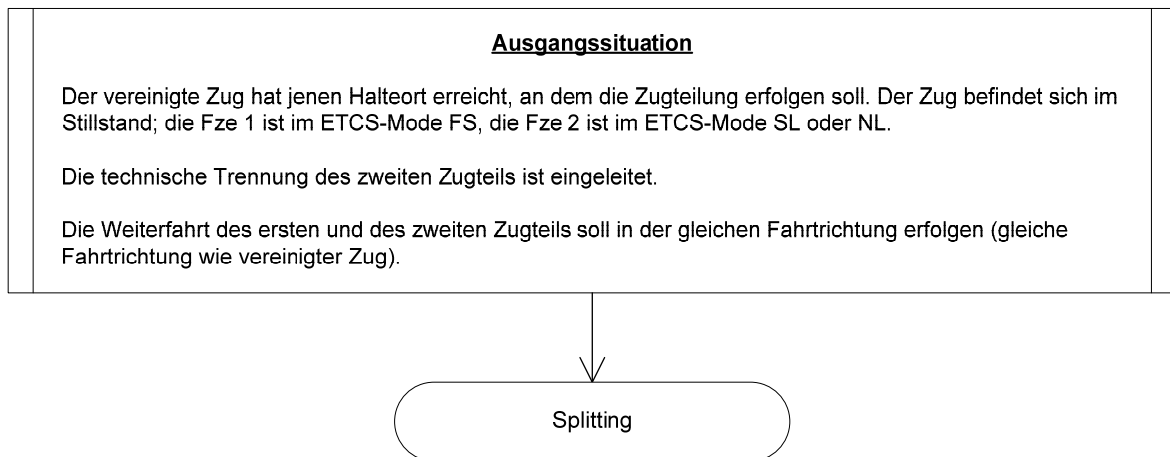 Ausgangssituation
Der vereinigte Zug hat jenen Halteort erreicht, an dem die Zugteilung erfolgen soll. Der Zug befindet sich im
Stillstand; die Fze 1 ist im ETCS-Mode FS, die Fze 2 ist im ETCS-Mode SL oder NL.
Die technische Trennung des zweiten Zugteils ist eingeleitet.
Die Weiterfahrt des ersten und des zweiten Zugteils soll in der gleichen Fahrtrichtung erfolgen (gleiche
Fahrtrichtung wie vereinigter Zug).
Splitting